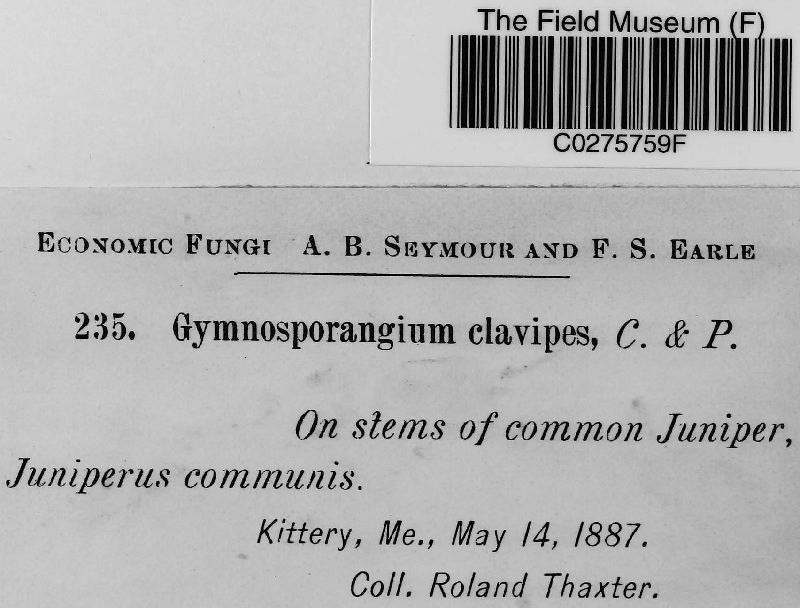 The Field Museum (F)
C0275759F
ECONOMIC FUNGI A. B. SEYMOUR AND F. S. EARLE
235. Gymnosporangium clavipes, C. & P.
On stems of common Juniper,
Juniperus communis.
Kittery, Me., May 14, 1887.
Coll. Roland Thaxter.